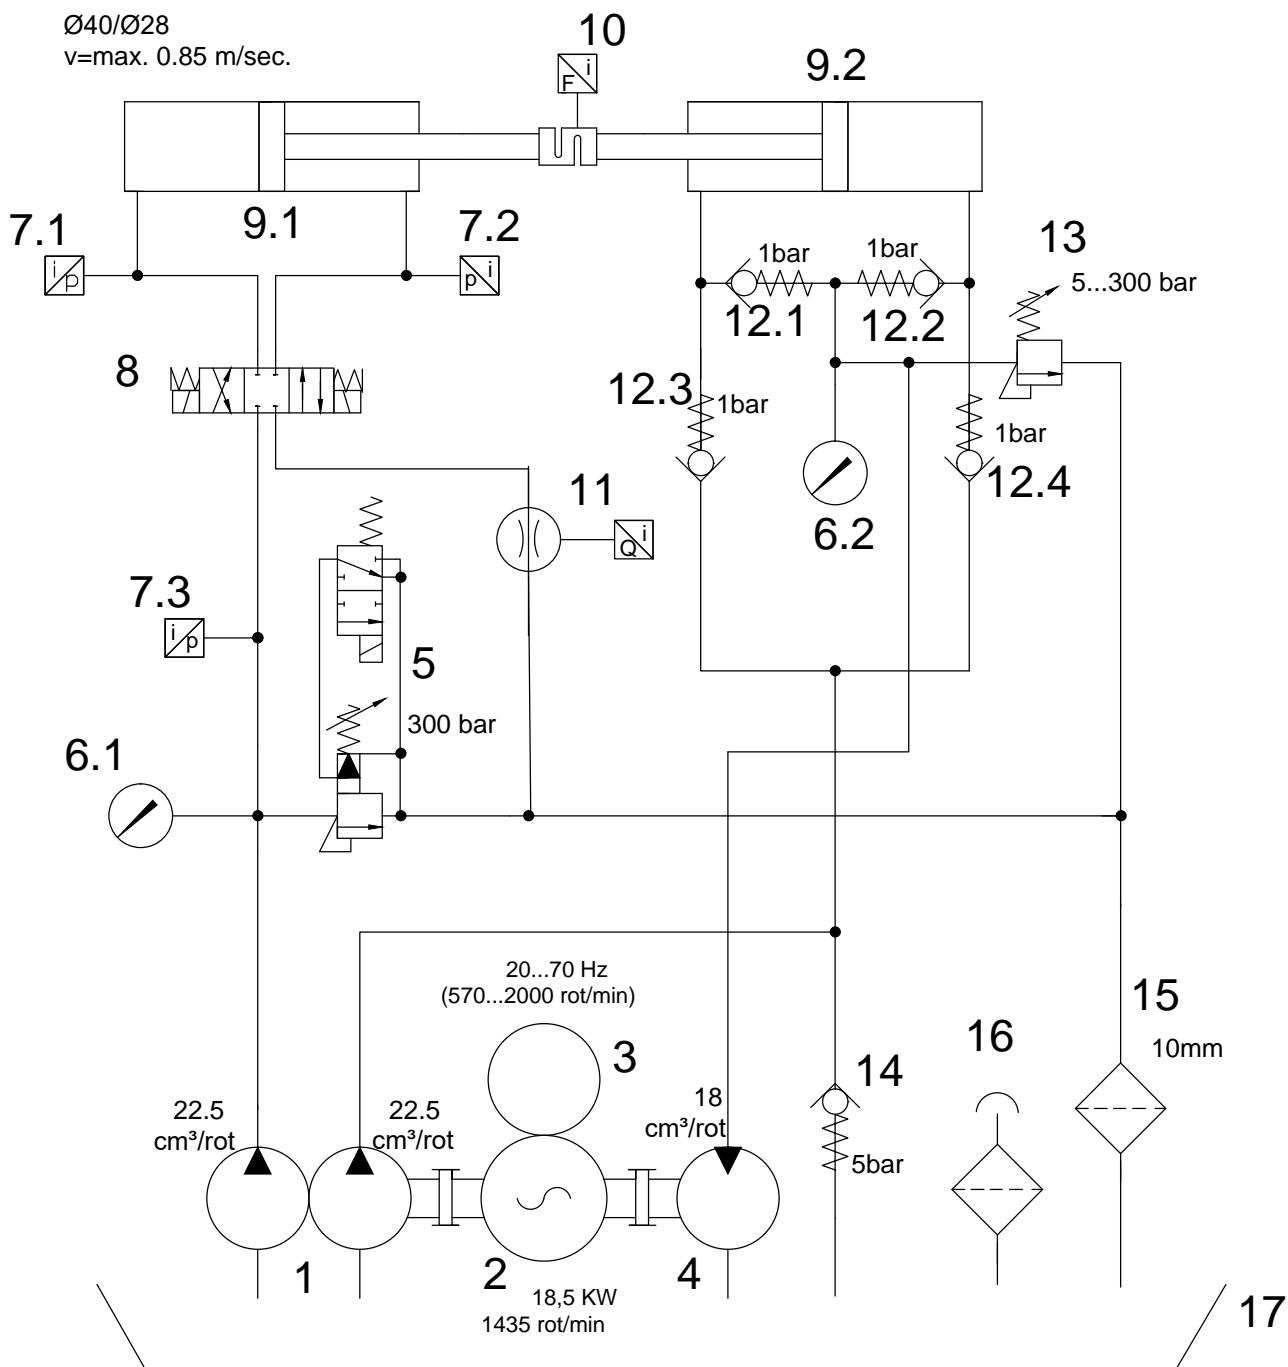 Ø40/Ø28
v=max. 0.85 m/sec.
10
F i
9.2
9.1
7.1
i p
7.2
p i
13
5...300 bar
1bar
1bar
12.1
12.2
8
12.3
1bar
1bar
12.4
6.2
11
Q i
7.3
i p
5
300 bar
6.1
20...70 Hz
(570...2000 rot/min)
3
15
10mm
16
14
5bar
22.5
cm³/rot
22.5
cm³/rot
18
cm³/rot
1
2
4
18,5 KW
1435 rot/min
17